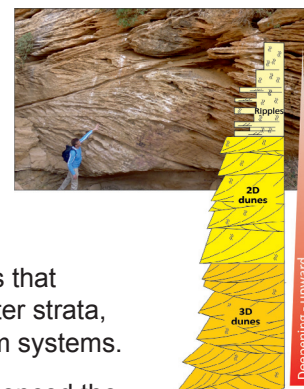 Ripples
2D
dunes
3D
dunes
Deepening - upward
s that
ter strata,
m systems.